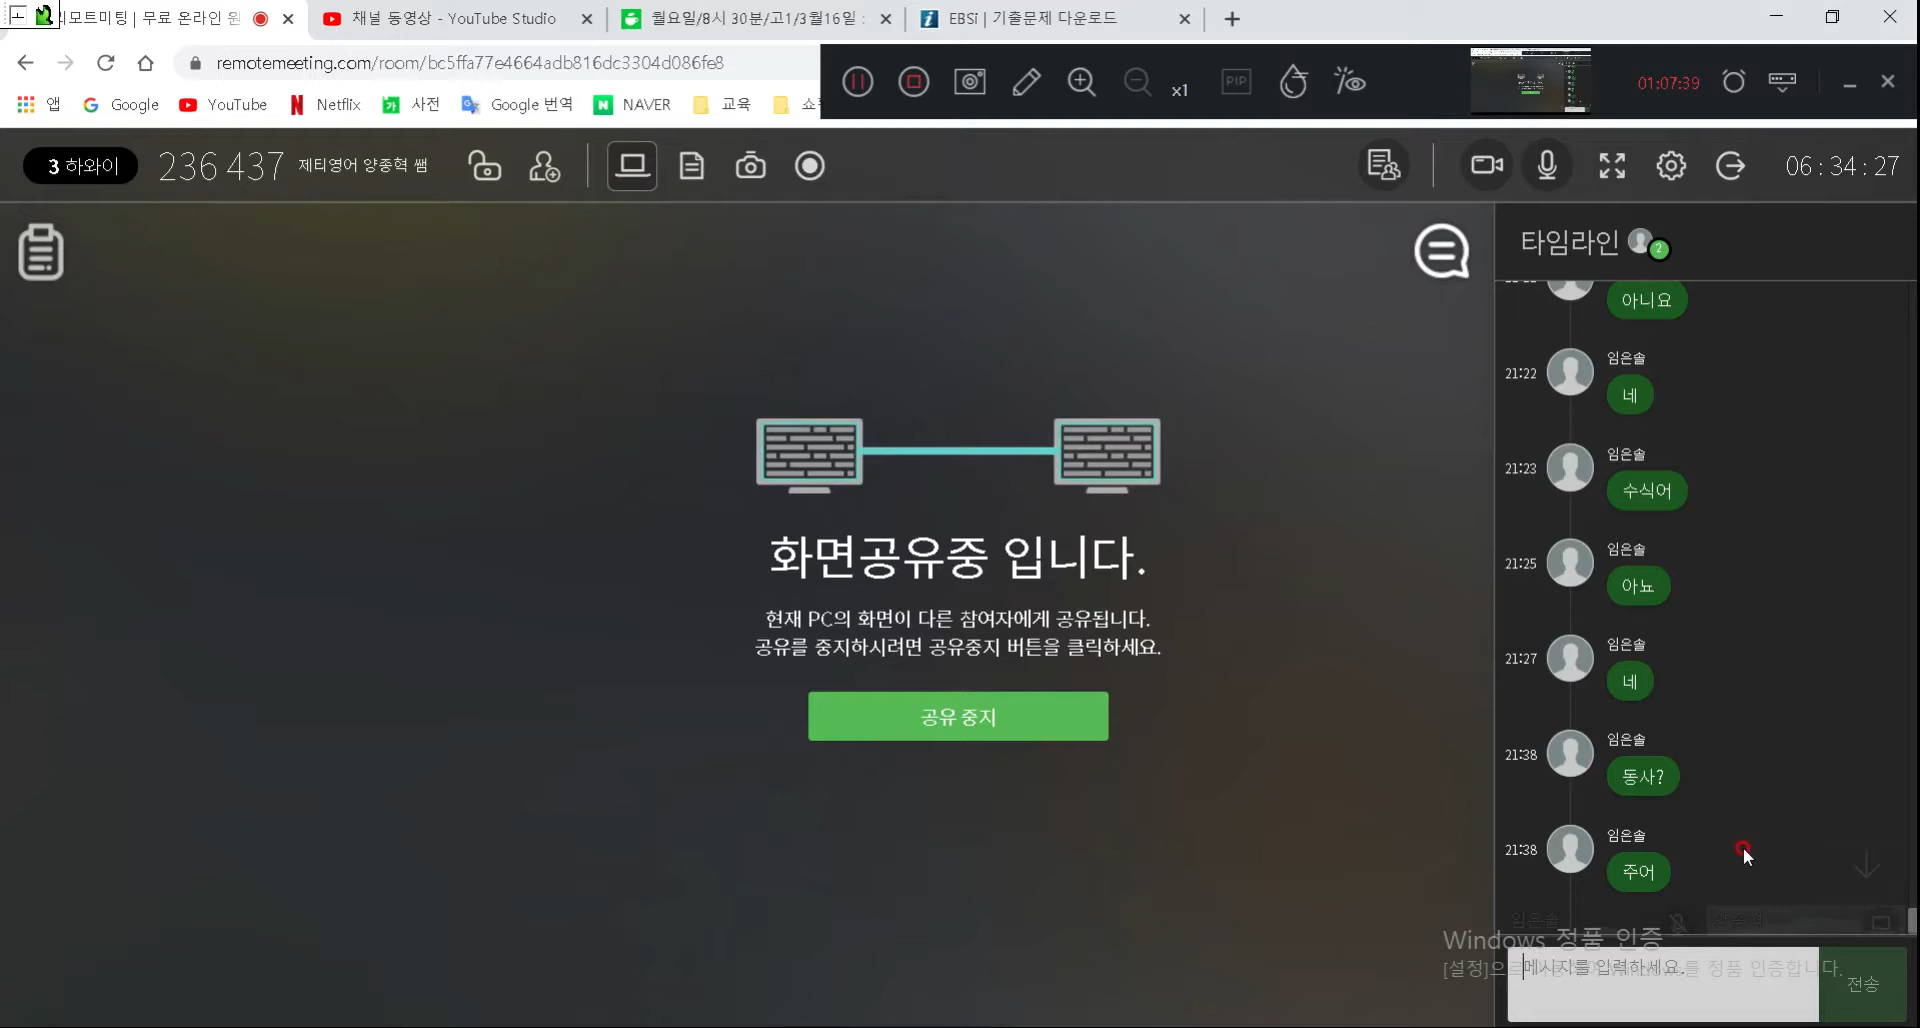 리모트미팅 | 무료 온라인 원
채널 동영상 - YouTube Studio
월요일/8시 30분/고1/3월16일 :
EBSi | 기출문제 다운로드
remotemeeting.com/room/bc5ffa77e4664adb816dc3304d086fe8
x1
PIP
01:07:39
앱
Google
YouTube
Netflix
사전
Google 번역
NAVER
교육
3 하와이
236 437
제티영어 양종혁 쌤
06 : 34 : 27
타임라인
2
아니요
임은솔
21:22
네
임은솔
21:23
수식어
임은솔
21:25
아뇨
임은솔
21:27
네
임은솔
21:38
동사?
임은솔
21:38
주어
화면공유중 입니다.
현재 PC의 화면이 다른 참여자에게 공유됩니다.
공유를 중지하시려면 공유중지 버튼을 클릭하세요.
공유 중지
임은솔
Windows 정품 인증
메시지를 입력하세요.
전송